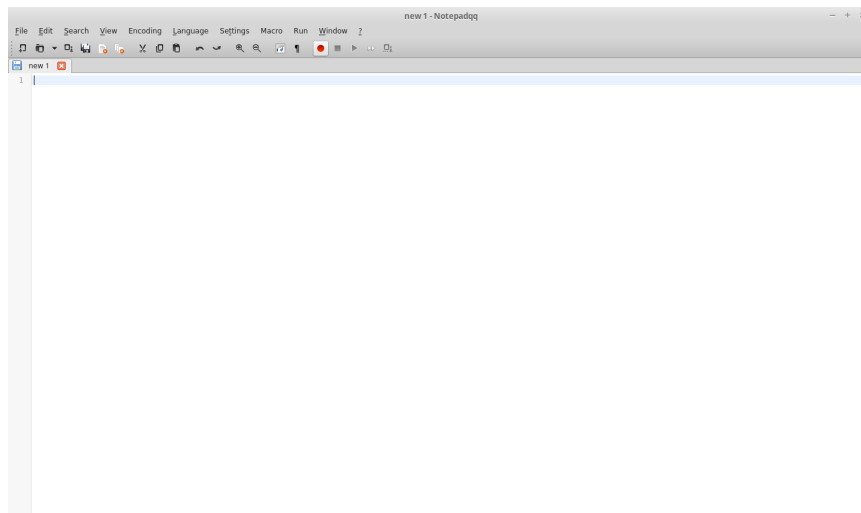 new 1 - Notepadqq
File Edit Search View Encoding Language Settings Macro Run Window ?
new 1
1